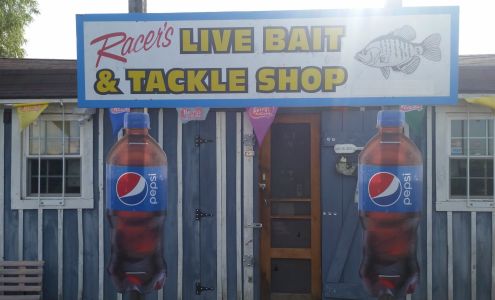 Racer's LIVE BAIT
& TACKLE SHOP
pepsi
pepsi